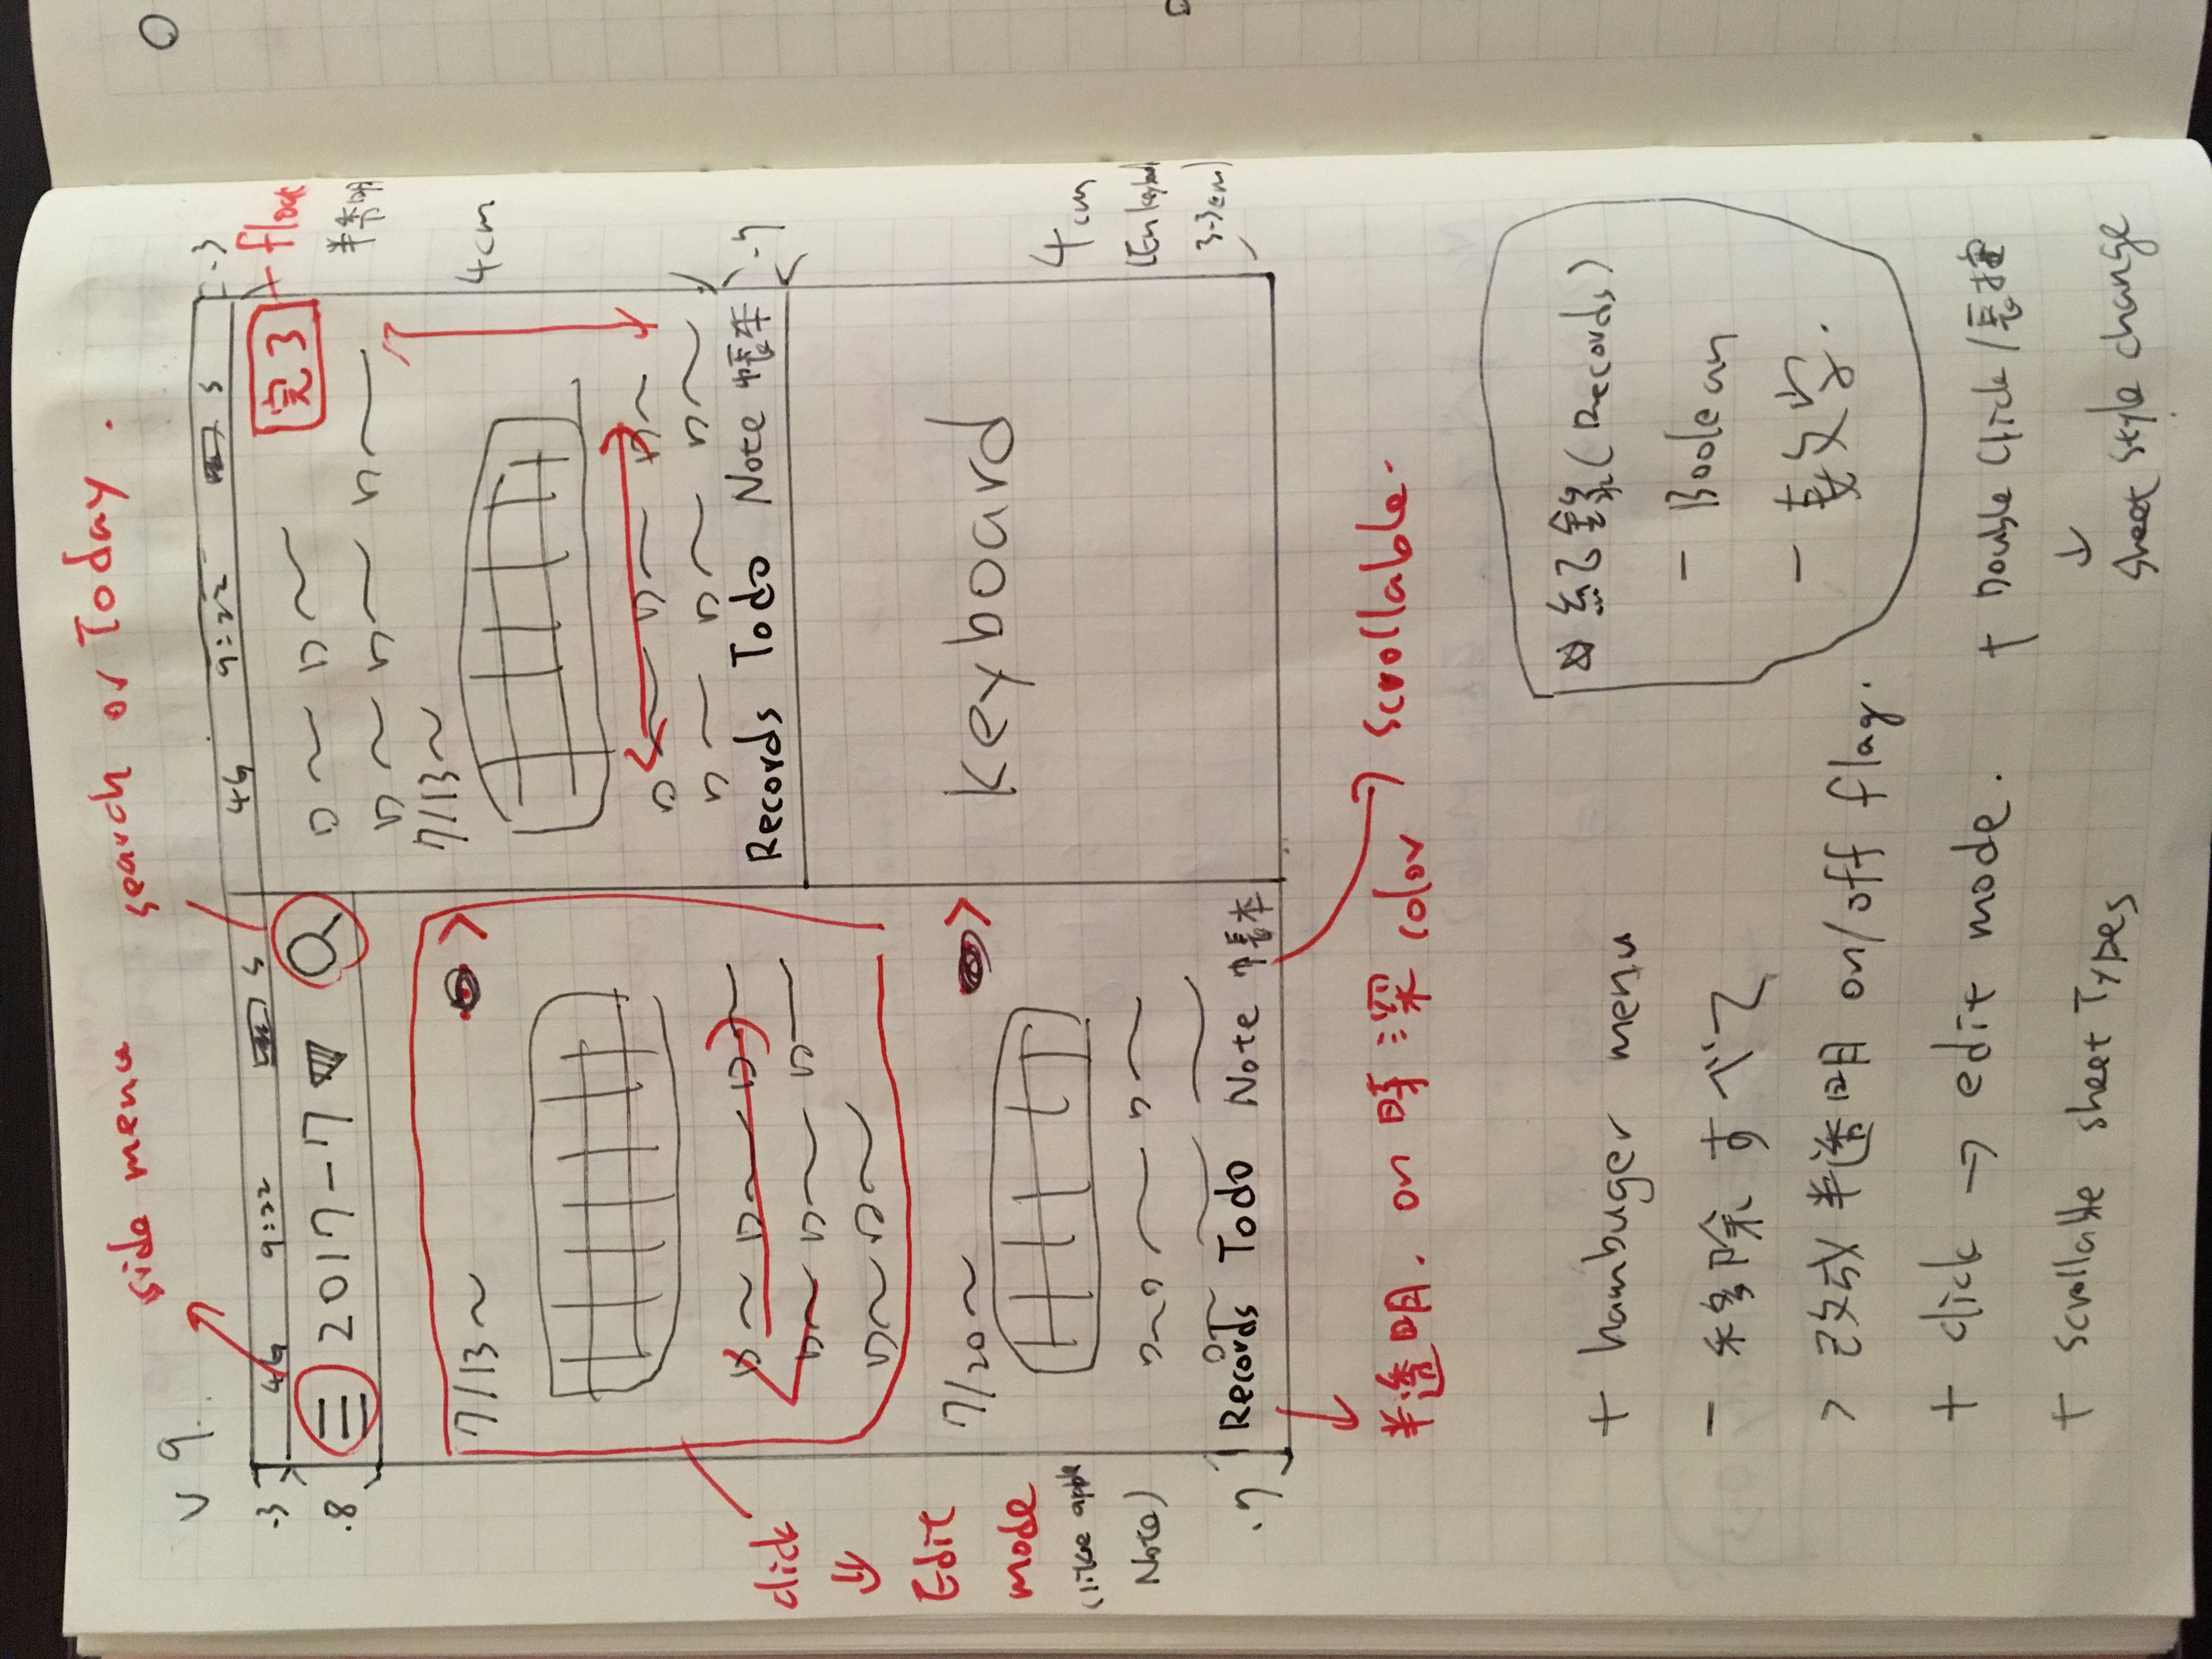 side menu
search or Today.
v 9.
.3
4G 9:22 S
.8
2017-7
7/13~
click
Edit
mode
(like apple
Note)
7/20~
.7
Records Todo Note 帳本
4G 9:22 S
.3
完了
float
半透明
7/13~
4cm
Records Todo Note 帳本
.7
keyboard
4cm
(En keyboard
3.3cm)
半透明. on 時 深 color
scrollable.
+ hambuger menu
- 移除 すべて
> 改成 半透明 on/off flag.
+ click → edit mode.
+ scrollable sheet Types
紀錄 (Records)
- Boolean
- 数文字.
+ Double Click / 長押
↓
sheet style change